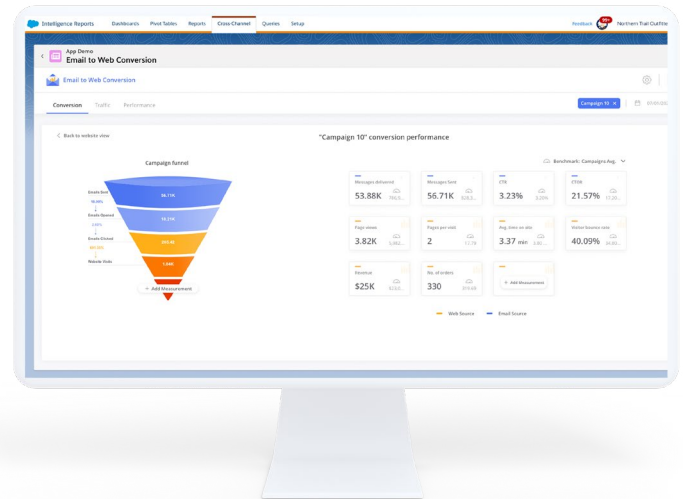 Intelligence Reports Dashboards Pivot Tables Reports Cross Channel Queries Setup Feedback 99+ Northern Trail Outfitte
App Demo
Email to Web Conversion
Email to Web Conversion
Conversion Traffic Performance Campaign 10 ×
Back to website view
"Campaign 10" conversion performance
Benchmark: Campaigns Avg.
Campaign funnel
Emails Sent
56.71K
Emails Opened
Emails Clicked
Website Visits
+ Add Measurement
Messages delivered Messages Sent CTR CTOR
53.88K 56.71K 3.23% 21.57%
Page views Pages per visit Avg. time on site Visitor bounce rate
3.82K 2 3.37 min 40.09%
Revenue No. of orders
$25K 330 + Add Measurement
Web Source Email Source